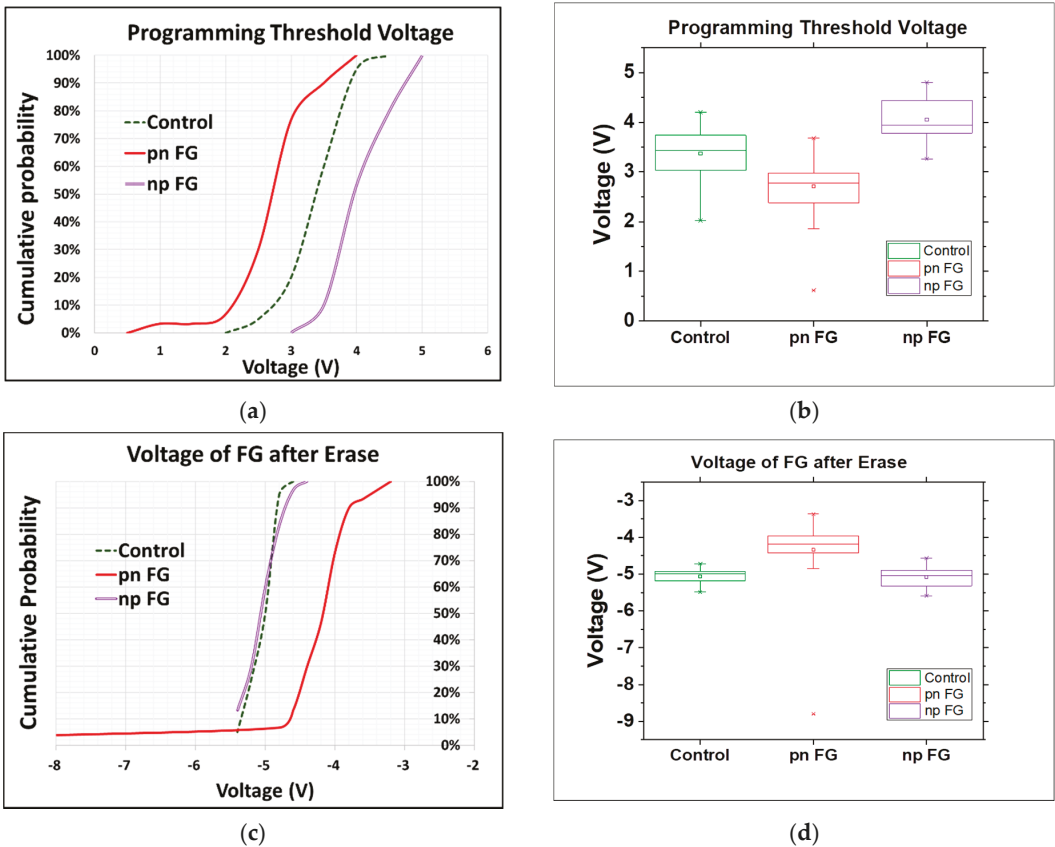 Programming Threshold Voltage
100%
90%
80%
70%
60%
50%
40%
30%
20%
10%
0%
Cumulative probability
Control
pn FG
np FG
0 1 2 3 4 5 6
Voltage (V)
(a)
Programming Threshold Voltage
5
4
3
2
1
0
Voltage (V)
Control
pn FG
np FG
Control pn FG np FG
(b)
Voltage of FG after Erase
Cumulative Probability
Control
pn FG
np FG
100%
90%
80%
70%
60%
50%
40%
30%
20%
10%
0%
-8 -7 -6 -5 -4 -3 -2
Voltage (V)
(c)
Voltage of FG after Erase
-3
-4
-5
-6
-7
-8
-9
Voltage (V)
Control
pn FG
np FG
Control pn FG np FG
(d)